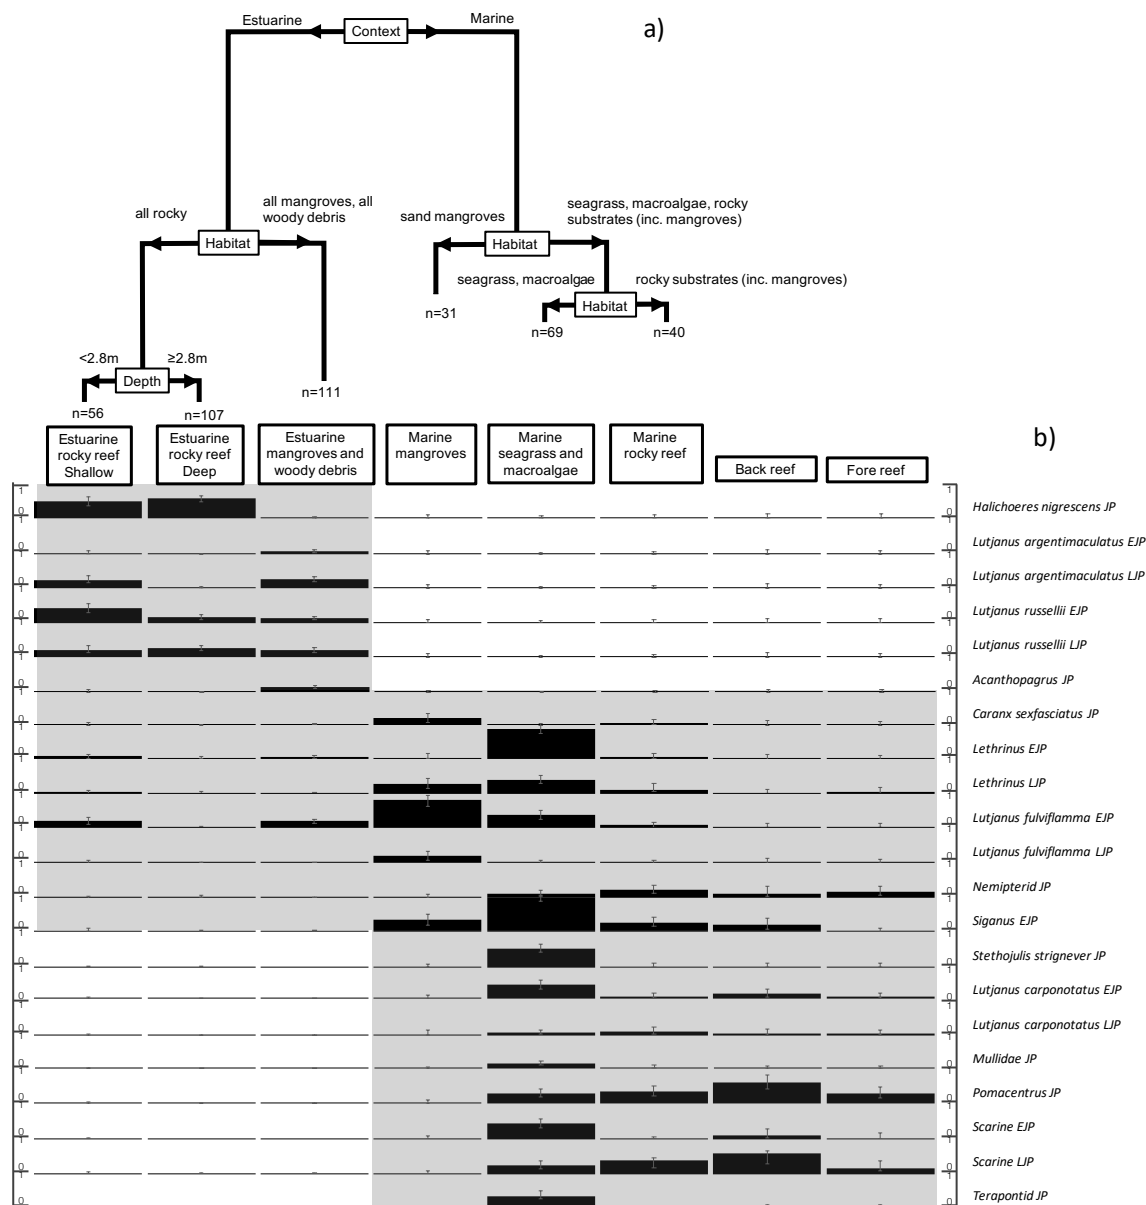 Estuarine
Context
Marine
a)
all rocky
all mangroves, all
woody debris
Habitat
sand mangroves
Habitat
seagrass, macroalgae, rocky
substrates (inc. mangroves)
seagrass, macroalgae
rocky substrates (inc. mangroves)
Habitat
n=31
n=69
n=40
<2.8m
≥2.8m
Depth
n=111
n=56
n=107
Estuarine
rocky reef
Shallow
Estuarine
rocky reef
Deep
Estuarine
mangroves and
woody debris
Marine
mangroves
Marine
seagrass and
macroalgae
Marine
rocky reef
Back reef
Fore reef
b)
Halichoeres nigrescens JP
Lutjanus argentimaculatus EJP
Lutjanus argentimaculatus LJP
Lutjanus russellii EJP
Lutjanus russellii LJP
Acanthopagrus JP
Caranx sexfasciatus JP
Lethrinus EJP
Lethrinus LJP
Lutjanus fulviflamma EJP
Lutjanus fulviflamma LJP
Nemipterid JP
Siganus EJP
Stethojulis strignever JP
Lutjanus carponotatus EJP
Lutjanus carponotatus LJP
Mullidae JP
Pomacentrus JP
Scarine EJP
Scarine LJP
Terapontid JP